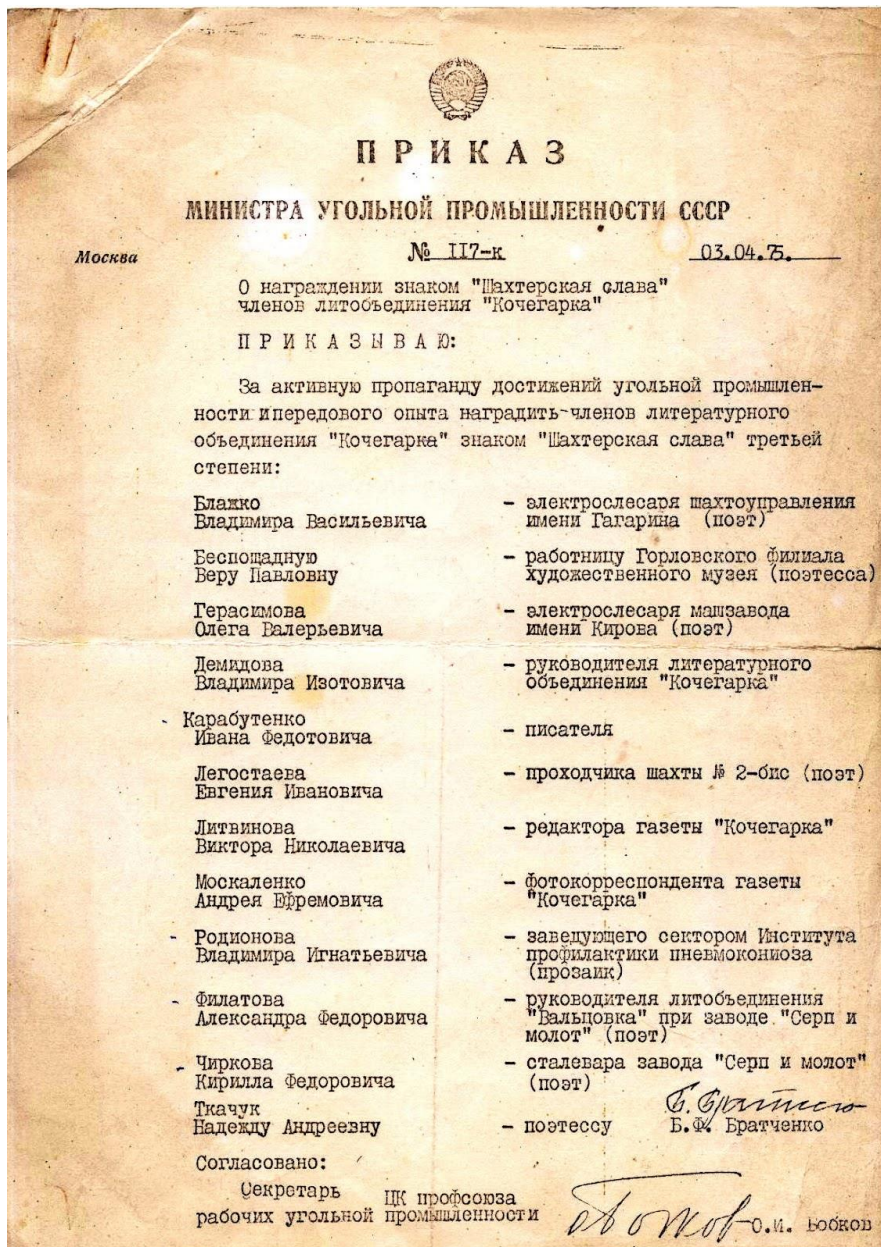 ПРИКАЗ
МИНИСТРА УГОЛЬНОЙ ПРОМЫШЛЕННОСТИ СССР
Москва № 117-к 03.04.75.
О награждении знаком "Шахтерская слава"
членов литобъединения "Кочегарка"
ПРИКАЗЫВАЮ:
За активную пропаганду достижений угольной промышлен-
ности ипередового опыта наградить-членов литературного
объединения "Кочегарка" знаком "Шахтерская слава" третьей
степени:
Блажко – электрослесаря шахтоуправления
Владимира Васильевича имени Гагарина (поэт)
Беспощадную – работницу Горловского филиала
Веру Павловну художественного музея (поэтесса)
Герасимова – электрослесаря машзавода
Олега Валерьевича имени Кирова (поэт)
Демидова – руководителя литературного
Владимира Изотовича объединения "Кочегарка"
- Карабутенко
Ивана Федотовича – писателя
Легостаева – проходчика шахты № 2-бис (поэт)
Евгения Ивановича
Литвинова – редактора газеты "Кочегарка"
Виктора Николаевича
Москаленко – фотокорреспондента газеты
Андрея Ефремовича "Кочегарка"
- Родионова – заведующего сектором Института
Владимира Игнатьевича профилактики пневмокониоза
(прозаик)
- Филатова – руководителя литобъединения
Александра Федоровича "Вальцовка" при заводе "Серп и
молот" (поэт)
- Чиркова – сталевара завода "Серп и молот"
Кирилла Федоровича (поэт)
Ткачук
Надежду Андреевну – поэтессу Б.Ф. Братченко
Согласовано:
Секретарь ЦК профсоюза
рабочих угольной промышленности О.И. Бобков